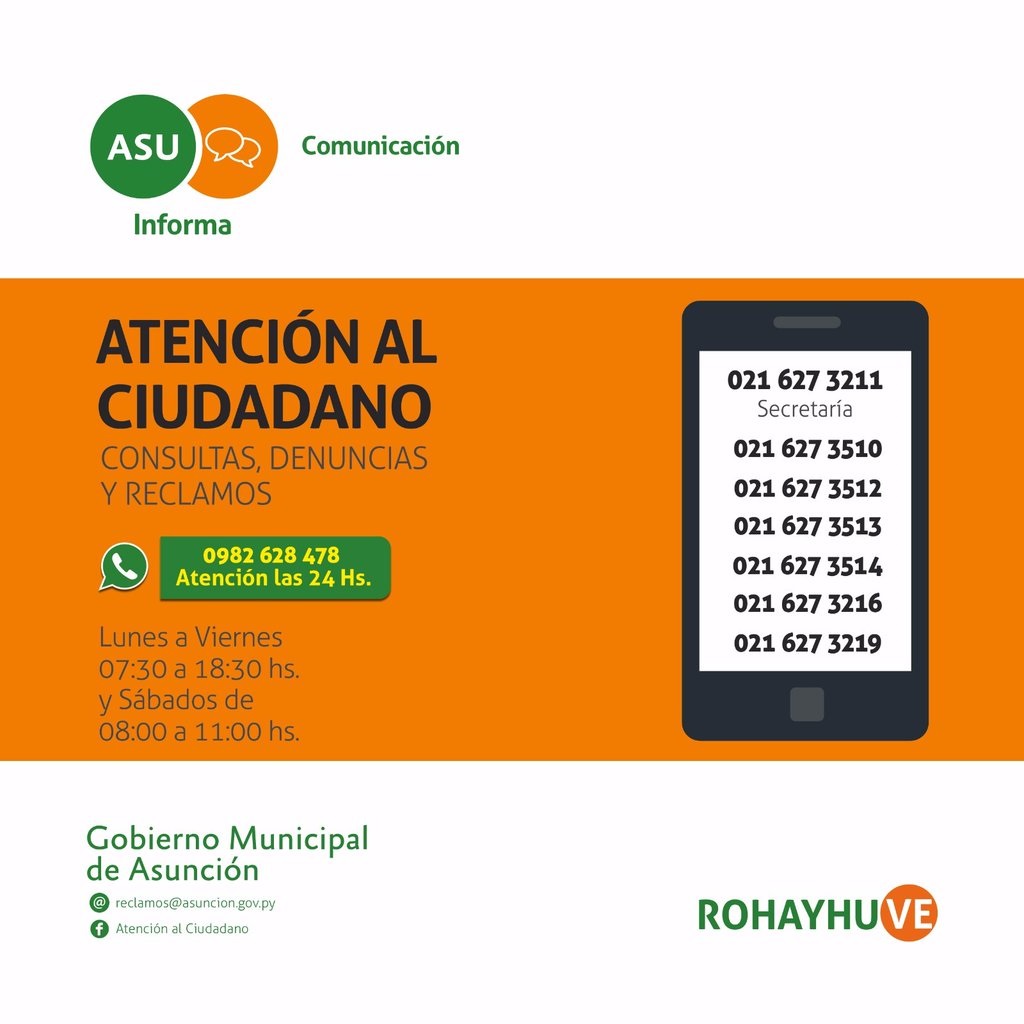 ASU
Comunicación
Informa
ATENCIÓN AL
CIUDADANO
CONSULTAS, DENUNCIAS
Y RECLAMOS
0982 628 478
Atención las 24 Hs.
Lunes a Viernes
07:30 a 18:30 hs.
y Sábados de
08:00 a 11:00 hs.
021 627 3211
Secretaría
021 627 3510
021 627 3512
021 627 3513
021 627 3514
021 627 3216
021 627 3219
Gobierno Municipal
de Asunción
@ reclamos@asuncion.gov.py
f Atención al Ciudadano
ROHAYHUVE